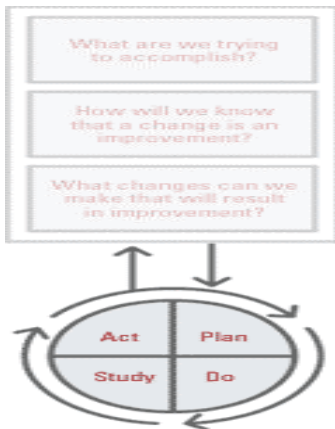 What are we trying
to accomplish?
How will we know
that a change is an
improvement?
What changes can we
make that will result
in improvement?
Act Plan
Study Do